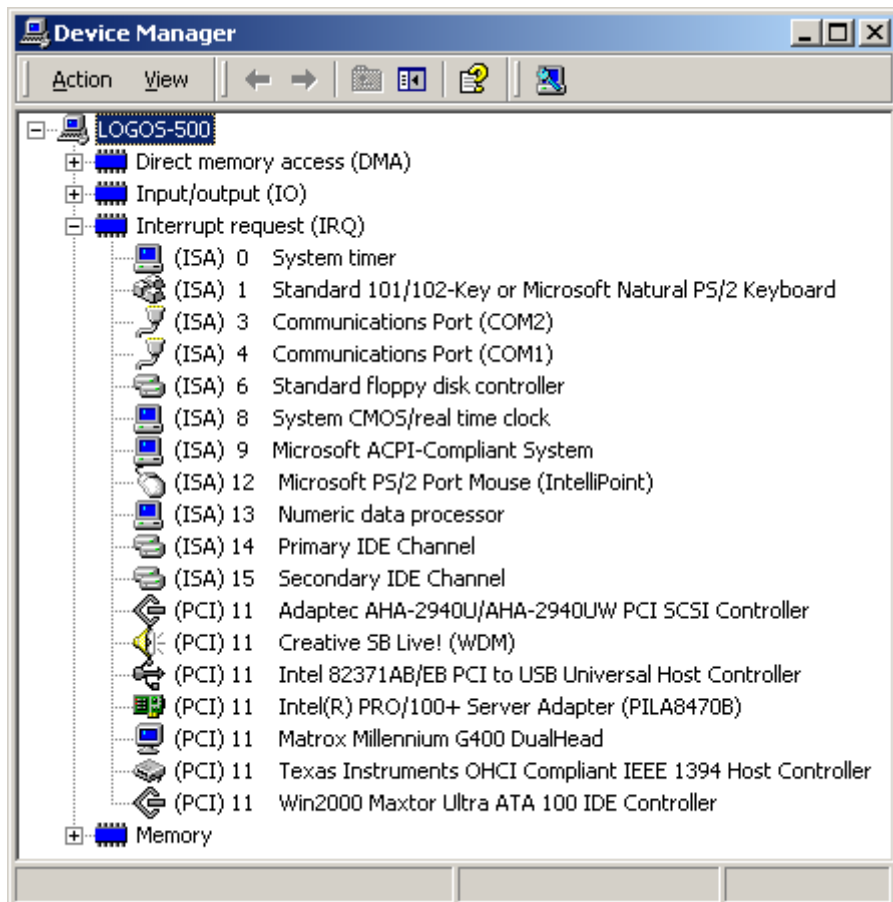 Device Manager
Action View
LOGOS-500
Direct memory access (DMA)
Input/output (IO)
Interrupt request (IRQ)
(ISA) 0 System timer
(ISA) 1 Standard 101/102-Key or Microsoft Natural PS/2 Keyboard
(ISA) 3 Communications Port (COM2)
(ISA) 4 Communications Port (COM1)
(ISA) 6 Standard floppy disk controller
(ISA) 8 System CMOS/real time clock
(ISA) 9 Microsoft ACPI-Compliant System
(ISA) 12 Microsoft PS/2 Port Mouse (IntelliPoint)
(ISA) 13 Numeric data processor
(ISA) 14 Primary IDE Channel
(ISA) 15 Secondary IDE Channel
(PCI) 11 Adaptec AHA-2940U/AHA-2940UW PCI SCSI Controller
(PCI) 11 Creative SB Live! (WDM)
(PCI) 11 Intel 82371AB/EB PCI to USB Universal Host Controller
(PCI) 11 Intel(R) PRO/100+ Server Adapter (PILA8470B)
(PCI) 11 Matrox Millennium G400 DualHead
(PCI) 11 Texas Instruments OHCI Compliant IEEE 1394 Host Controller
(PCI) 11 Win2000 Maxtor Ultra ATA 100 IDE Controller
Memory